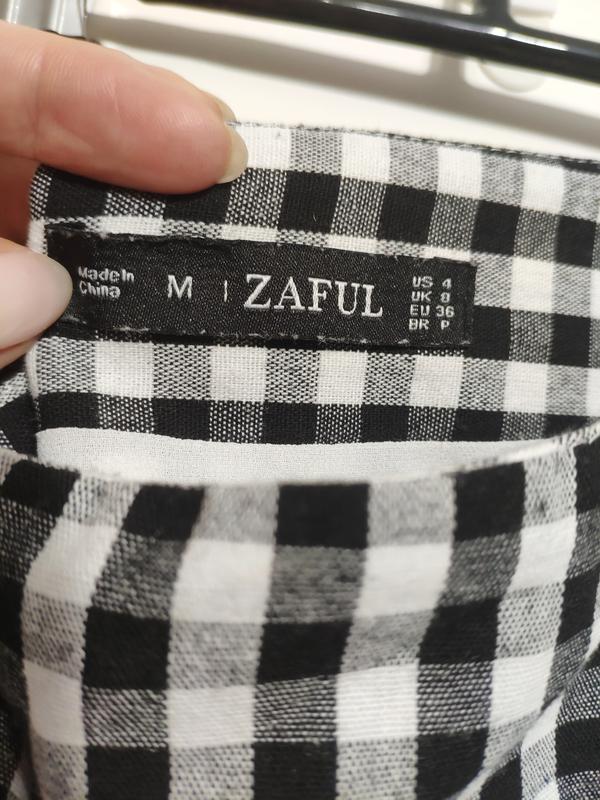 Made In
China
M | ZAFUL
US 4
UK 8
EU 36
BR P